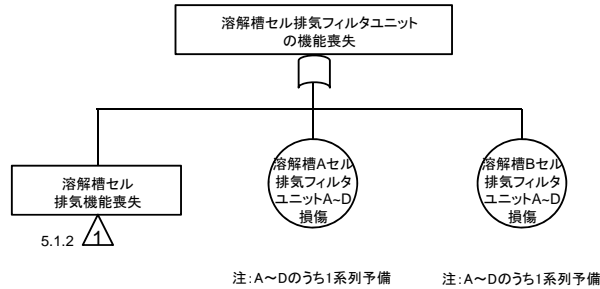 溶解槽セル排気フィルタユニット
の機能喪失
溶解槽セル
排気機能喪失
5.1.2
1
溶解槽Aセル
排気フィルタ
ユニットA~D
損傷
溶解槽Bセル
排気フィルタ
ユニットA~D
損傷
注:A～Dのうち1系列予備
注:A～Dのうち1系列予備